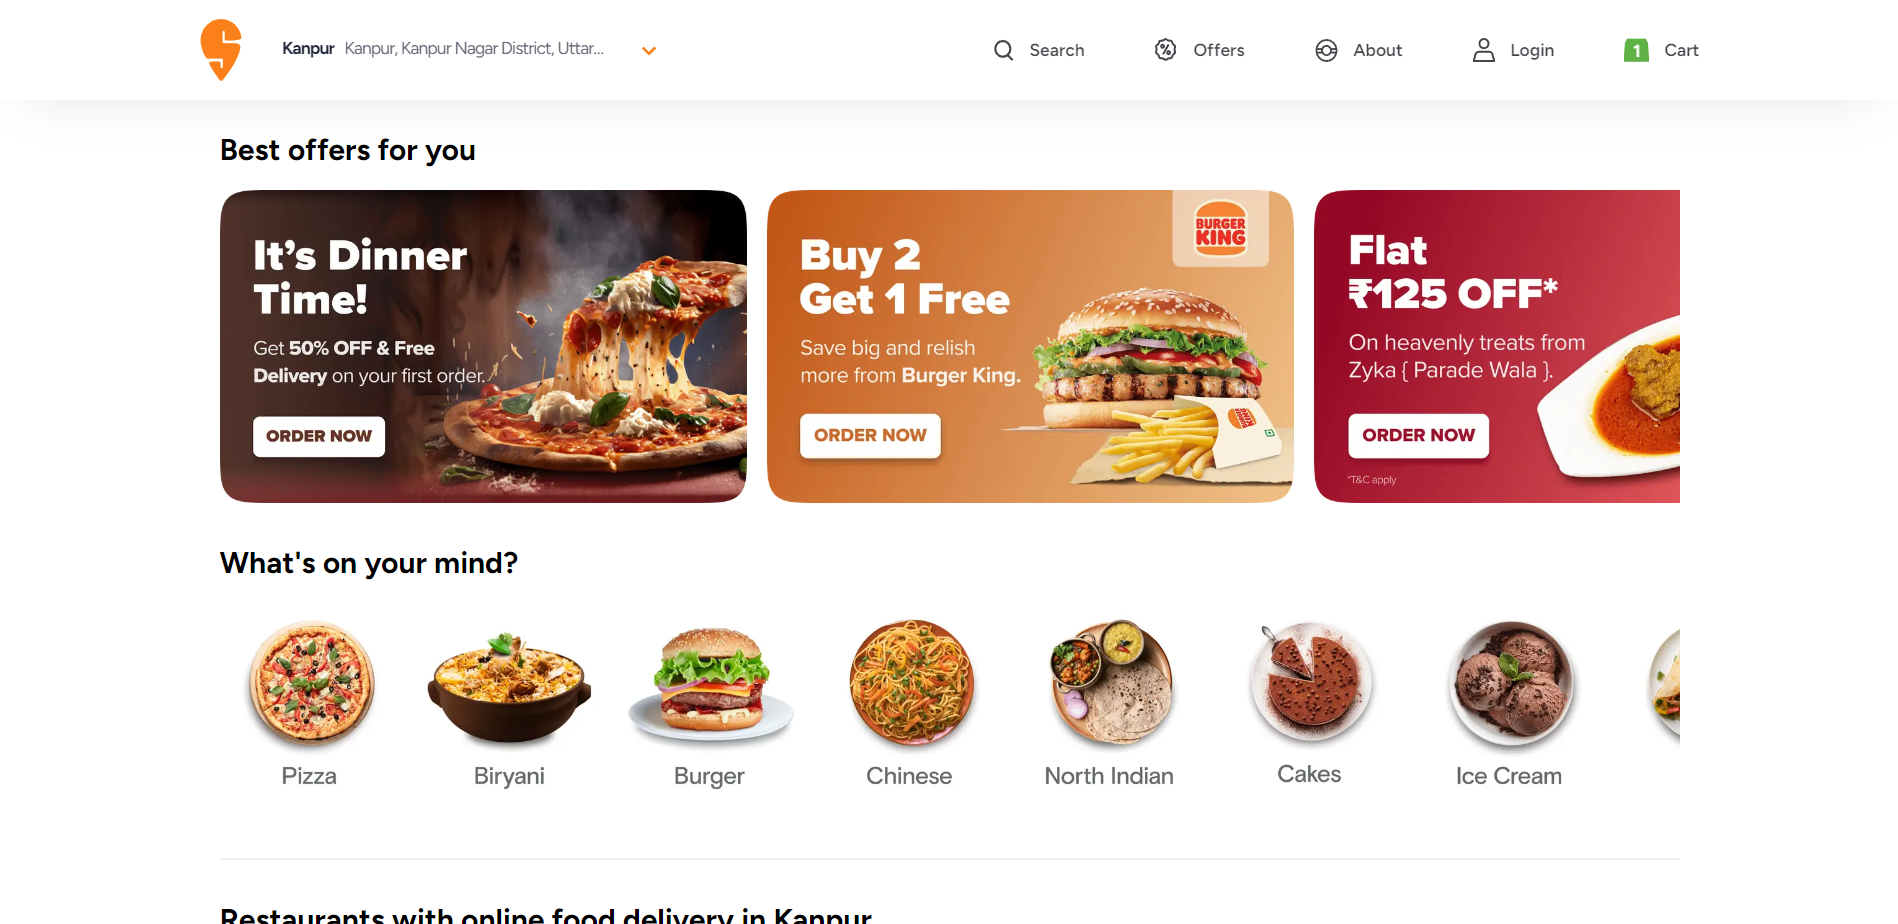 Kanpur Kanpur, Kanpur Nagar District, Uttar...
Search
Offers
About
Login
1 Cart
Best offers for you
It's Dinner
Time!
Get 50% OFF & Free
Delivery on your first order.
ORDER NOW
BURGER
KING
Buy 2
Get 1 Free
Save big and relish
more from Burger King.
ORDER NOW
Flat
₹125 OFF*
On heavenly treats from
Zyka { Parade Wala }.
ORDER NOW
*T&C apply
What's on your mind?
Pizza
Biryani
Burger
Chinese
North Indian
Cakes
Ice Cream
Restaurants with online food delivery in Kanpur